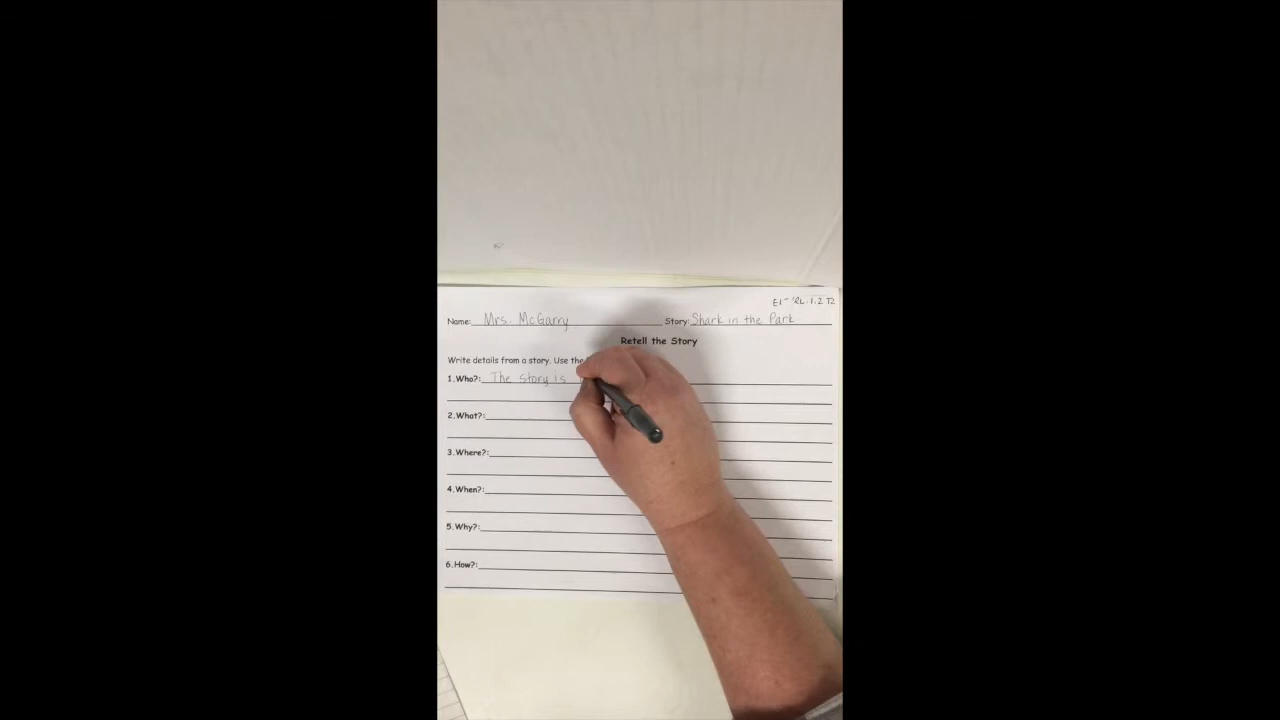 E1-RL.1.2 T2
Name: Mrs. McGarry Story: Shark in the Park
Retell the Story
Write details from a story. Use the
1.Who?: The story is
2.What?:
3.Where?:
4.When?:
5.Why?:
6.How?: